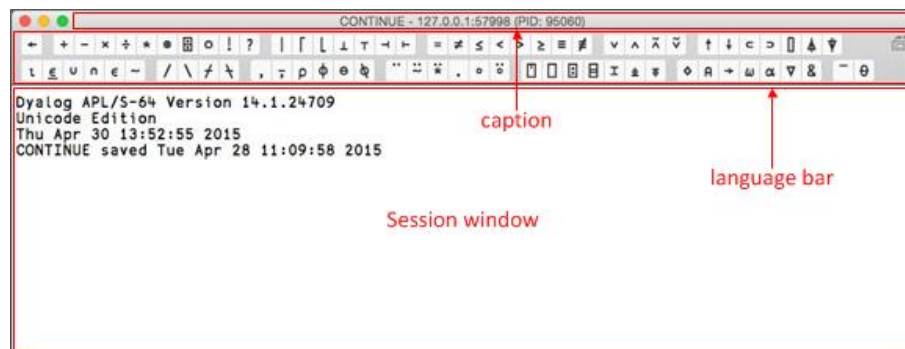 CONTINUE - 127.0.0.1:57998 (PID: 95060)
← + - × ÷ * ⍟ ⌹ ○ ! ? | ⌈ ⌊ ⊥ ⊤ ⊣ ⊢ = ≠ ≤ < > ≥ ≡ ≢ ∨ ∧ ⍲ ⍱ ↑ ↓ ⊂ ⊃ ⌷ ⍋ ⍒
⍳ ⍷ ∪ ∩ ∊ ~ / \ ⌿ ⍀ , ⍪ ⍴ ⌽ ⊖ ⍉ ¨ ⍨ ⍣ . ∘ ⍤ ⍞ ⎕ ⍠ ⌸ ⌶ ⍎ ⍕ ⋄ ⍝ → ⍵ ⍺ ∇ & ¯ ⍬
Dyalog APL/S-64 Version 14.1.24709
Unicode Edition
Thu Apr 30 13:52:55 2015
CONTINUE saved Tue Apr 28 11:09:58 2015
caption
language bar
Session window